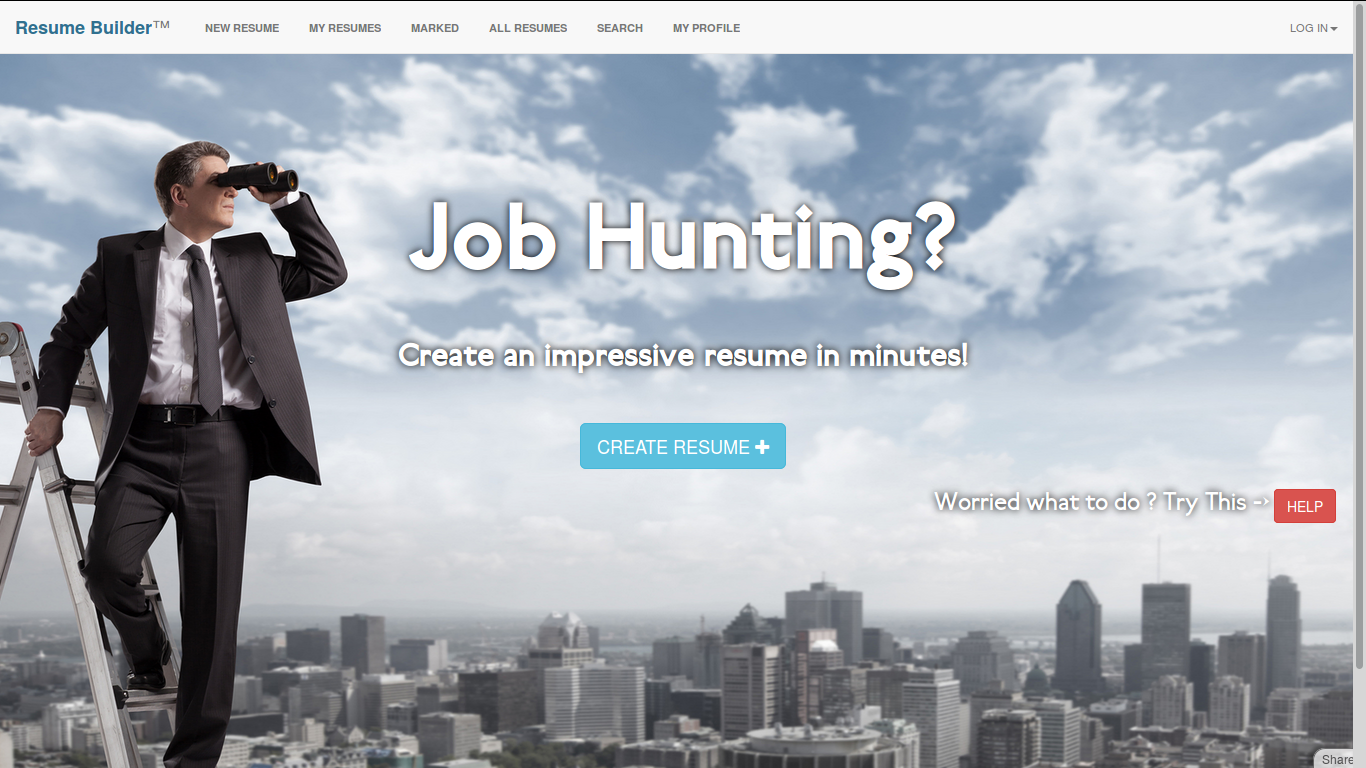 Resume Builder™ NEW RESUME MY RESUMES MARKED ALL RESUMES SEARCH MY PROFILE LOG IN
Job Hunting?
Create an impressive resume in minutes!
CREATE RESUME
Worried what to do ? Try This -> HELP
Share